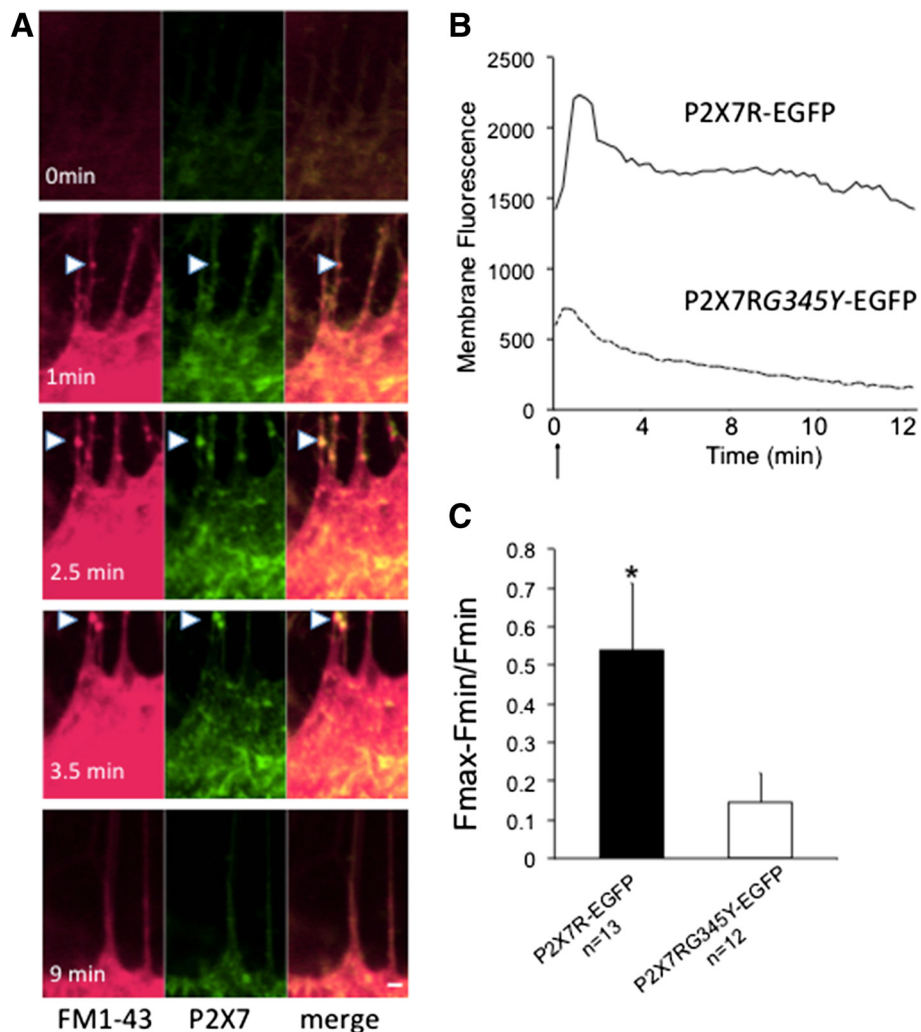 A
0min
1min
2.5 min
3.5 min
9 min
FM1-43 P2X7 merge
B
2500
2000
1500
1000
500
0
Membrane Fluorescence
P2X7R-EGFP
P2X7RG345Y-EGFP
0 4 8 10 12
Time (min)
C
0.8
0.7
0.6
0.5
0.4
0.3
0.2
0.1
0
Fmax-Fmin/Fmin
*
P2X7R-EGFP
n=13
P2X7RG345Y-EGFP
n=12